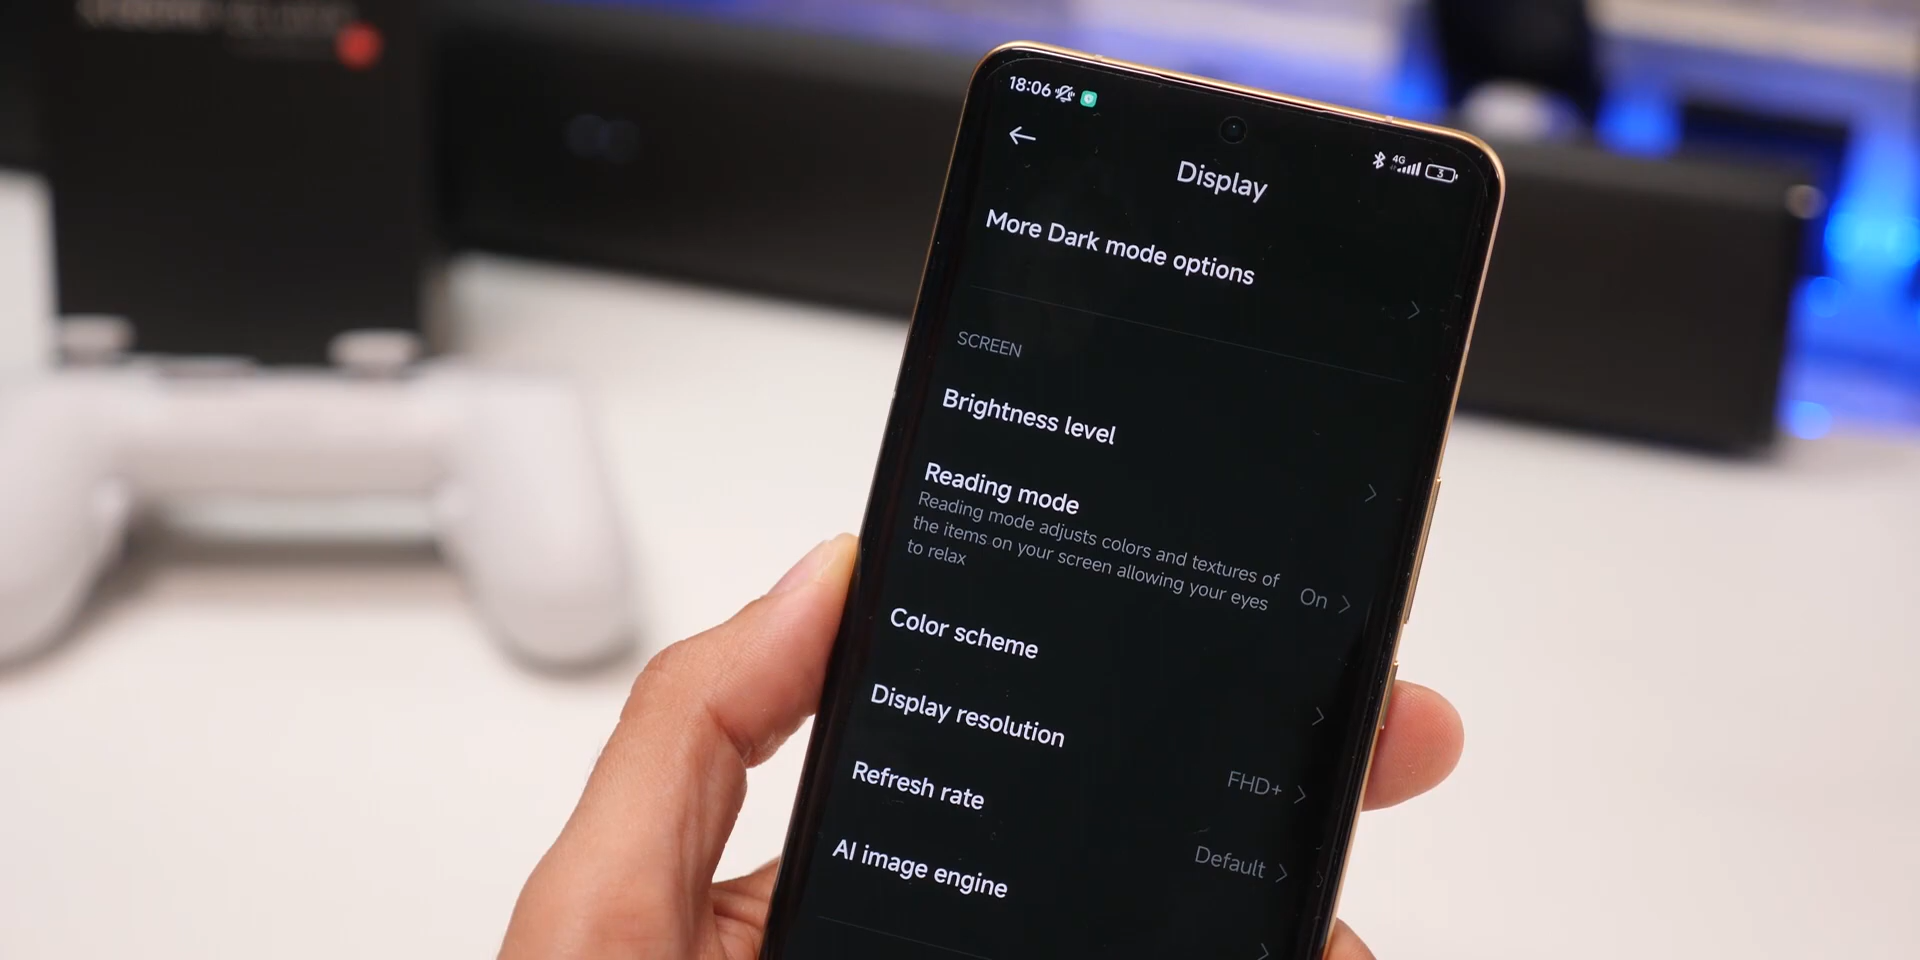 18:06
4G
3
Display
More Dark mode options
SCREEN
Brightness level
Reading mode
Reading mode adjusts colors and textures of
the items on your screen allowing your eyes
to relax
On
Color scheme
Display resolution
FHD+
Refresh rate
Default
AI image engine